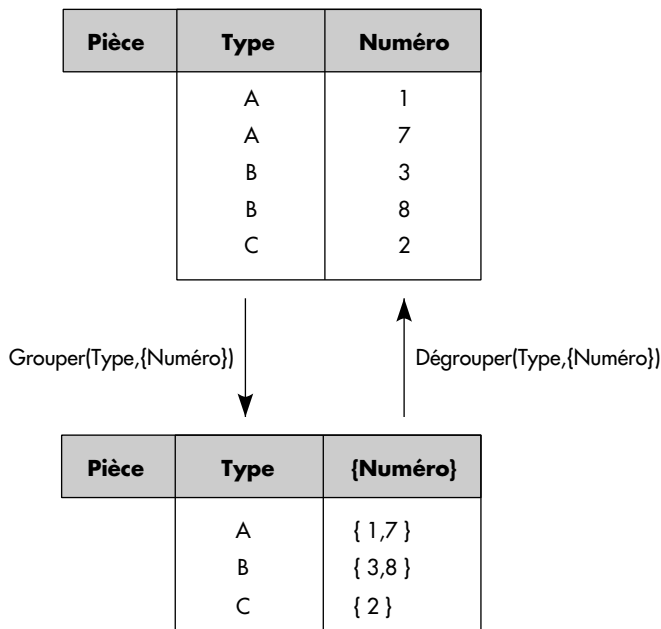 Pièce Type Numéro
A 1
A 7
B 3
B 8
C 2
Grouper(Type,{Numéro}) Dégrouper(Type,{Numéro})
Pièce Type {Numéro}
A { 1,7 }
B { 3,8 }
C { 2 }